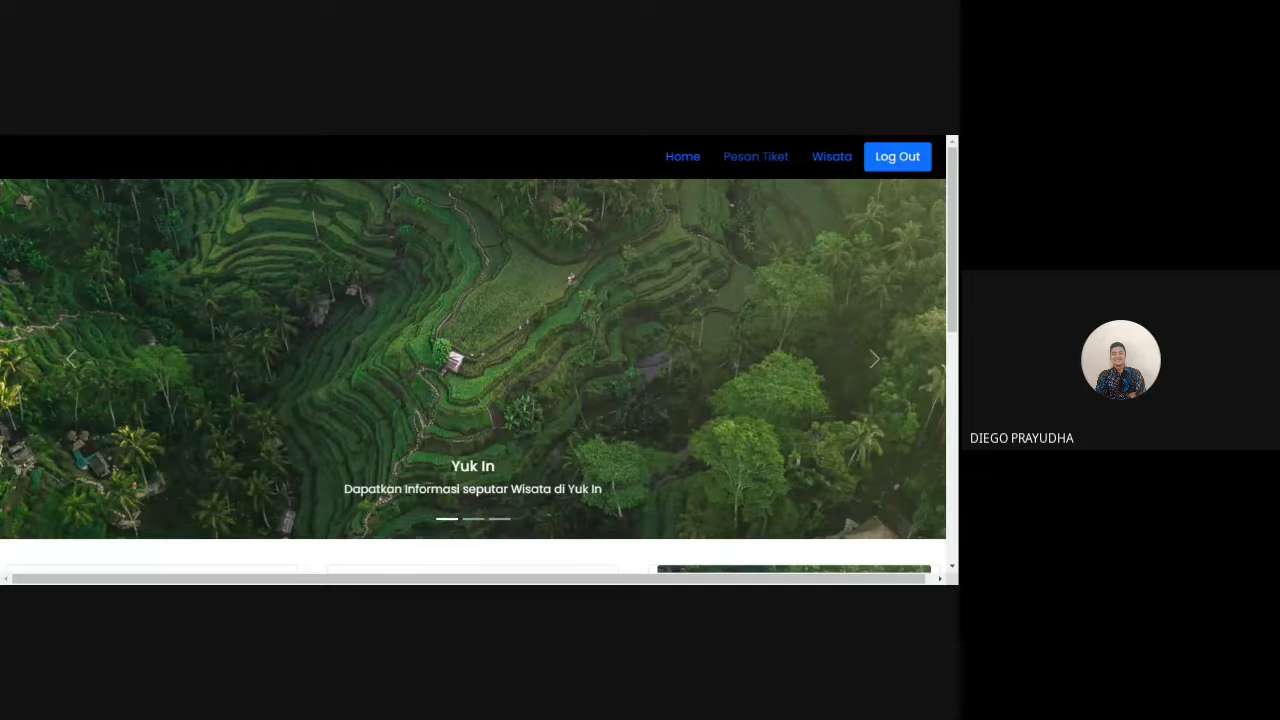 Home Pesan Tiket Wisata Log Out
Yuk In
Dapatkan Informasi seputar Wisata di Yuk In
DIEGO PRAYUDHA